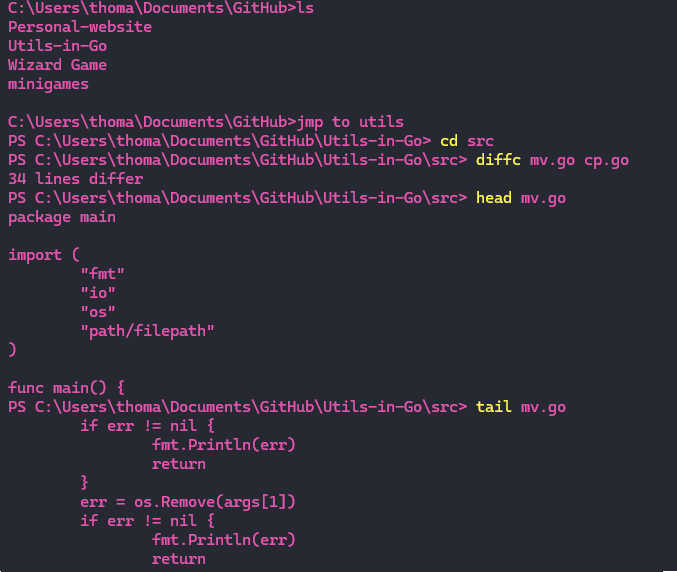 C:\Users\thoma\Documents\GitHub>ls
Personal-website
Utils-in-Go
Wizard Game
minigames

C:\Users\thoma\Documents\GitHub>jmp to utils
PS C:\Users\thoma\Documents\GitHub\Utils-in-Go> cd src
PS C:\Users\thoma\Documents\GitHub\Utils-in-Go\src> diffc mv.go cp.go
34 lines differ
PS C:\Users\thoma\Documents\GitHub\Utils-in-Go\src> head mv.go
package main

import (
        "fmt"
        "io"
        "os"
        "path/filepath"
)

func main() {
PS C:\Users\thoma\Documents\GitHub\Utils-in-Go\src> tail mv.go
        if err != nil {
                fmt.Println(err)
                return
        }
        err = os.Remove(args[1])
        if err != nil {
                fmt.Println(err)
                return